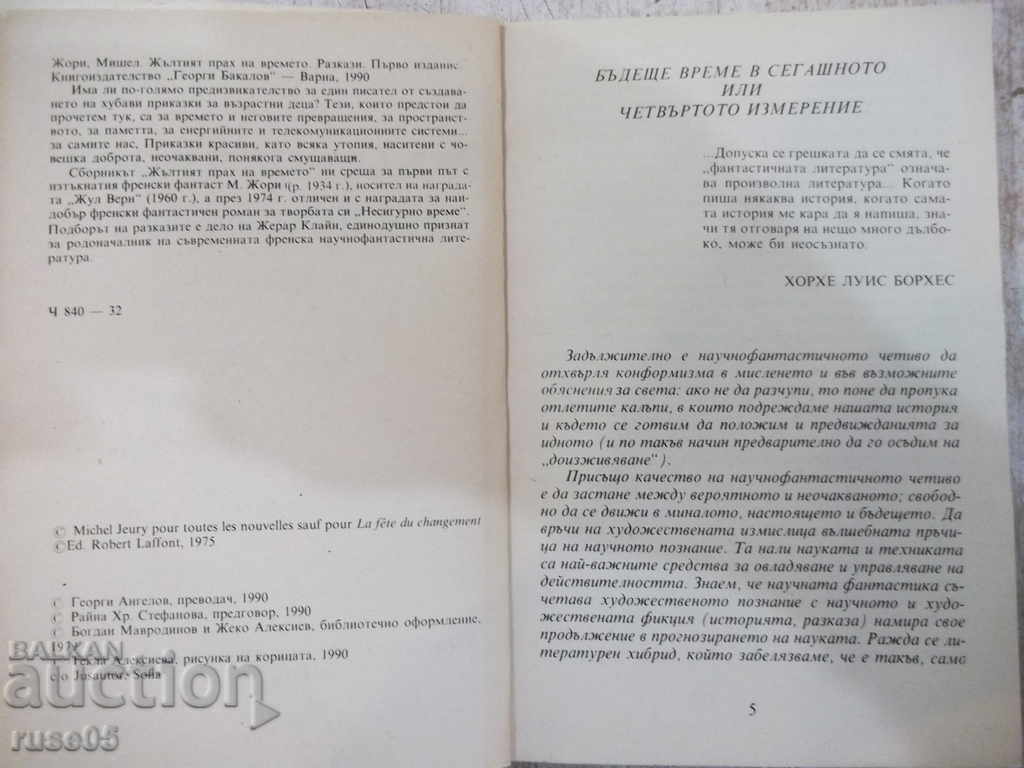 Жори, Мишел. Жълтият прах на времето. Разкази. Първо издание.
Книгоиздателство „Георги Бакалов“ — Варна, 1990
Има ли по-голямо предизвикателство за един писател от създава-
нето на хубави приказки за възрастни деца? Тези, които предстои да
прочетем тук, са за времето и неговите превращения, за пространст-
вото, за паметта, за енергийните и телекомуникационните системи...
за самите нас. Приказки красиви, като всяка утопия, наситени с чо-
вешка доброта, неочаквани, понякога смущаващи.
Сборникът „Жълтият прах на времето“ ни среща за първи път с
изтъкнатия френски фантаст М. Жори (р. 1934 г.), носител на наград-
та „Жул Верн“ (1960 г.), а през 1974 г. отличен и с наградата за най-
добър френски фантастичен роман за творбата си „Несигурно време“.
Подборът на разказите е дело на Жерар Клайн, единодушно признат
за родоначалник на съвременната френска научнофантастична лите-
ратура.
Ч 840 — 32
© Michel Jeury pour toutes les nouvelles sauf pour La fête du changement
© Ed. Robert Laffont, 1975
© Георги Ангелов, преводач, 1990
© Райна Хр. Стефанова, предговор, 1990
© Богдан Мавродинов и Жеко Алексиев, библиотечно оформление,
Текла Алексиева, рисунка на корицата, 1990
c/o Jusautor, Sofia
БЪДЕЩЕ ВРЕМЕ В СЕГАШНОТО
ИЛИ
ЧЕТВЪРТОТО ИЗМЕРЕНИЕ
...Допуска се грешката да се смята, че
„фантастичната литература“ означа-
ва произволна литература... Когато
пиша някаква история, когато сама-
та история ме кара да я напиша, зна-
чи тя отговаря на нещо много дълбо-
ко, може би неосъзнато.
ХОРХЕ ЛУИС БОРХЕС
Задължително е научнофантастичното четиво да
отхвърля конформизма в мисленето и във възможните
обяснения за света: ако не да разчупи, то поне да пропука
отлетите калъпи, в които подреждаме нашата история
и където се готвим да положим и предвижданията за
идното (и по такъв начин предварително да го осъдим на
„доизживяване“).
Присъщо качество на научнофантастичното четиво
е да застане между вероятното и неочакваното; свобод-
но да се движи в миналото, настоящето и бъдещето. Да
връчи на художествената измислица вълшебната пръчи-
ца на научното познание. Та нали науката и техниката
са най-важните средства за овладяване и управляване на
действителността. Знаем, че научната фантастика съ-
четава художественото познание с научното и худо-
жествената фикция (историята, разказа) намира свое
продължение в прогнозирането на науката. Ражда се ли-
тературен хибрид, който забелязваме, че е такъв, само
5
BALKAN
auction
ruse05